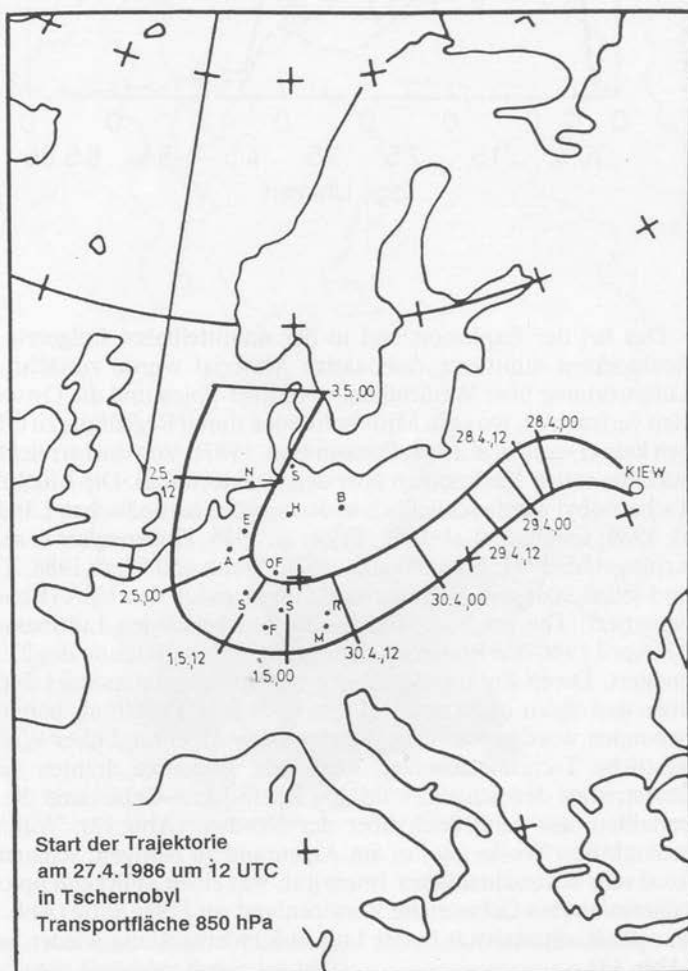 3.5,00
28.4,00
28.4,12
2.5,
12
N
S
KIEW
B
H
E
29.4,00
A
OF
29.4,12
2.5,00
S
S
R
30.4,00
F
M
1.5,12
1.5,00
30.4,12
Start der Trajektorie
am 27.4.1986 um 12 UTC
in Tschernobyl
Transportfläche 850 hPa